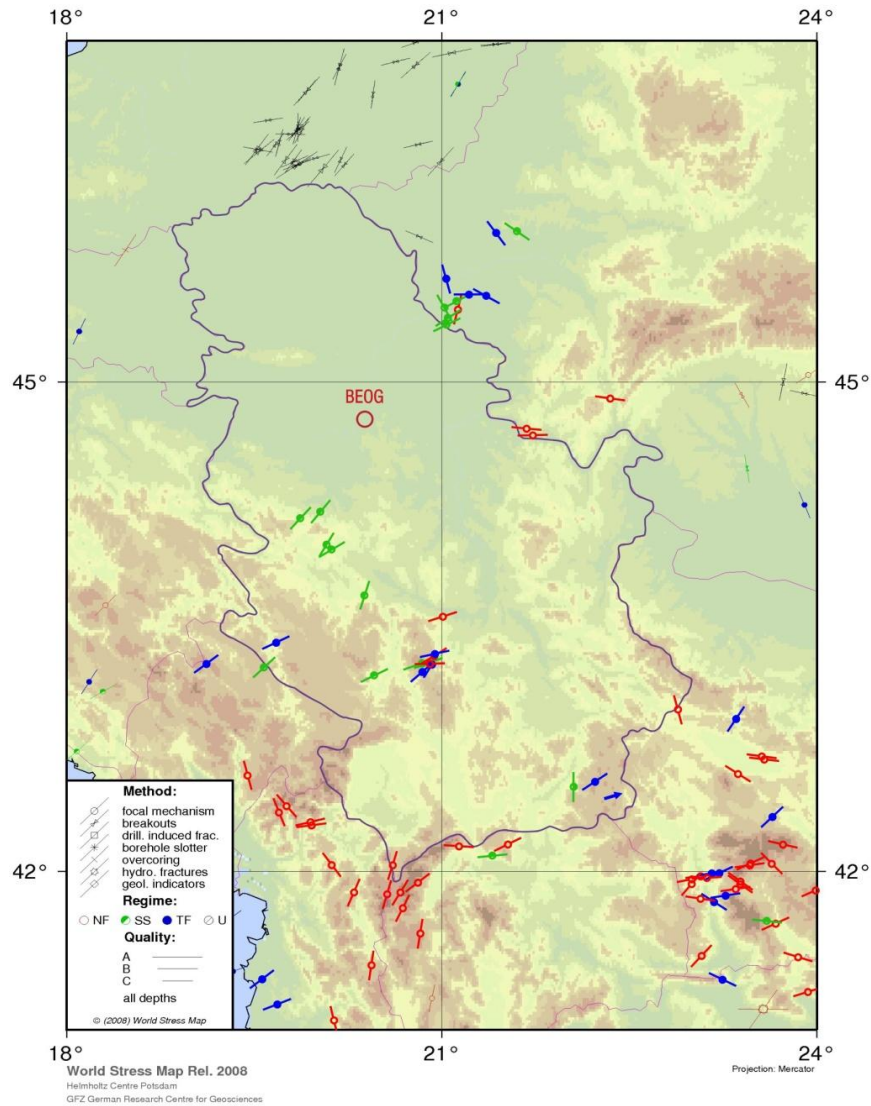 18° 21° 24°
45° 45°
BEOG
42° 42°
Method:
focal mechanism
breakouts
drill. induced frac.
borehole slotter
overcoring
hydro. fractures
geol. indicators
Regime:
NF SS TF U
Quality:
A
B
C
all depths
© (2008) World Stress Map
18° 21° 24°
World Stress Map Rel. 2008
Projection: Mercator
Helmholtz Centre Potsdam
GFZ German Research Centre for Geosciences